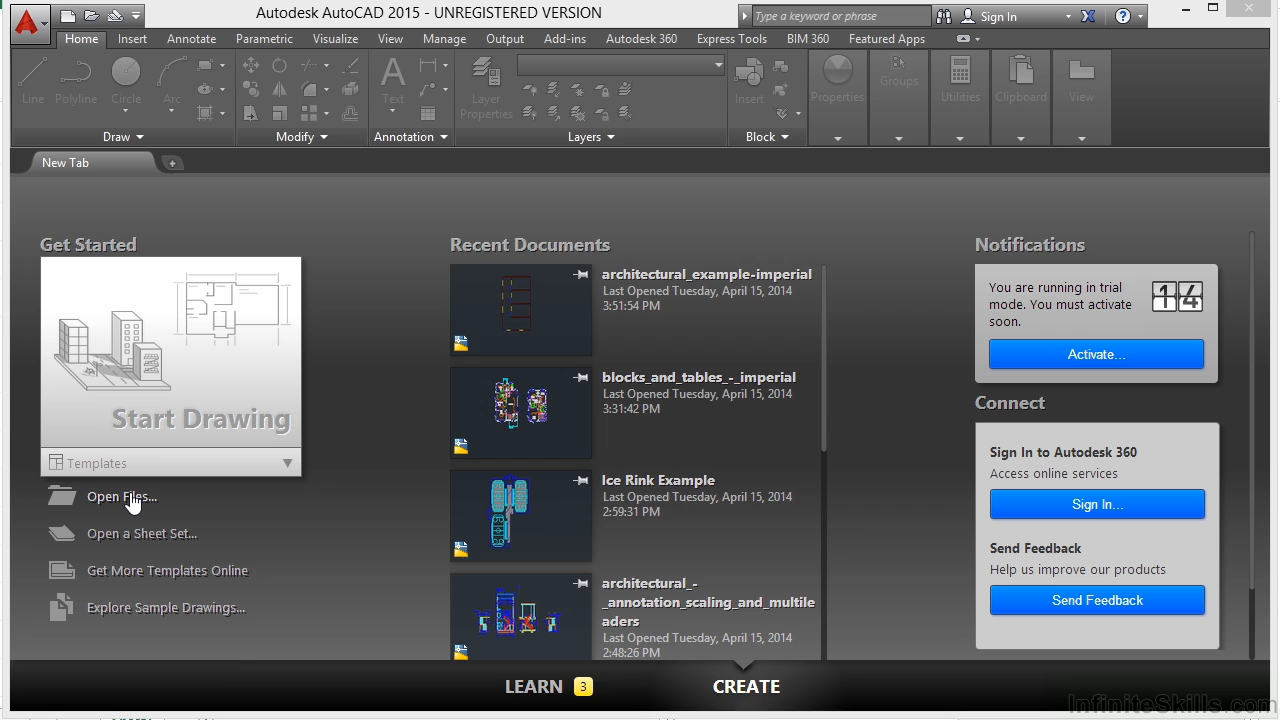 Autodesk AutoCAD 2015 - UNREGISTERED VERSION
Type a keyword or phrase
Sign In
Home Insert Annotate Parametric Visualize View Manage Output Add-ins Autodesk 360 Express Tools BIM 360 Featured Apps
Line Polyline Circle Arc Text Layer Properties Insert Properties Groups Utilities Clipboard View
Draw Modify Annotation Layers Block
New Tab
Get Started
Start Drawing
Templates
Open Files...
Open a Sheet Set...
Get More Templates Online
Explore Sample Drawings...
Recent Documents
architectural_example-imperial
Last Opened Tuesday, April 15, 2014
3:51:54 PM
blocks_and_tables_-_imperial
Last Opened Tuesday, April 15, 2014
3:31:42 PM
Ice Rink Example
Last Opened Tuesday, April 15, 2014
2:59:31 PM
architectural_-
_annotation_scaling_and_multile
aders
Last Opened Tuesday, April 15, 2014
2:48:26 PM
Notifications
You are running in trial
mode. You must activate
soon.
14
Activate...
Connect
Sign In to Autodesk 360
Access online services
Sign In...
Send Feedback
Help us improve our products
Send Feedback
LEARN 3 CREATE
InfiniteSkills.com